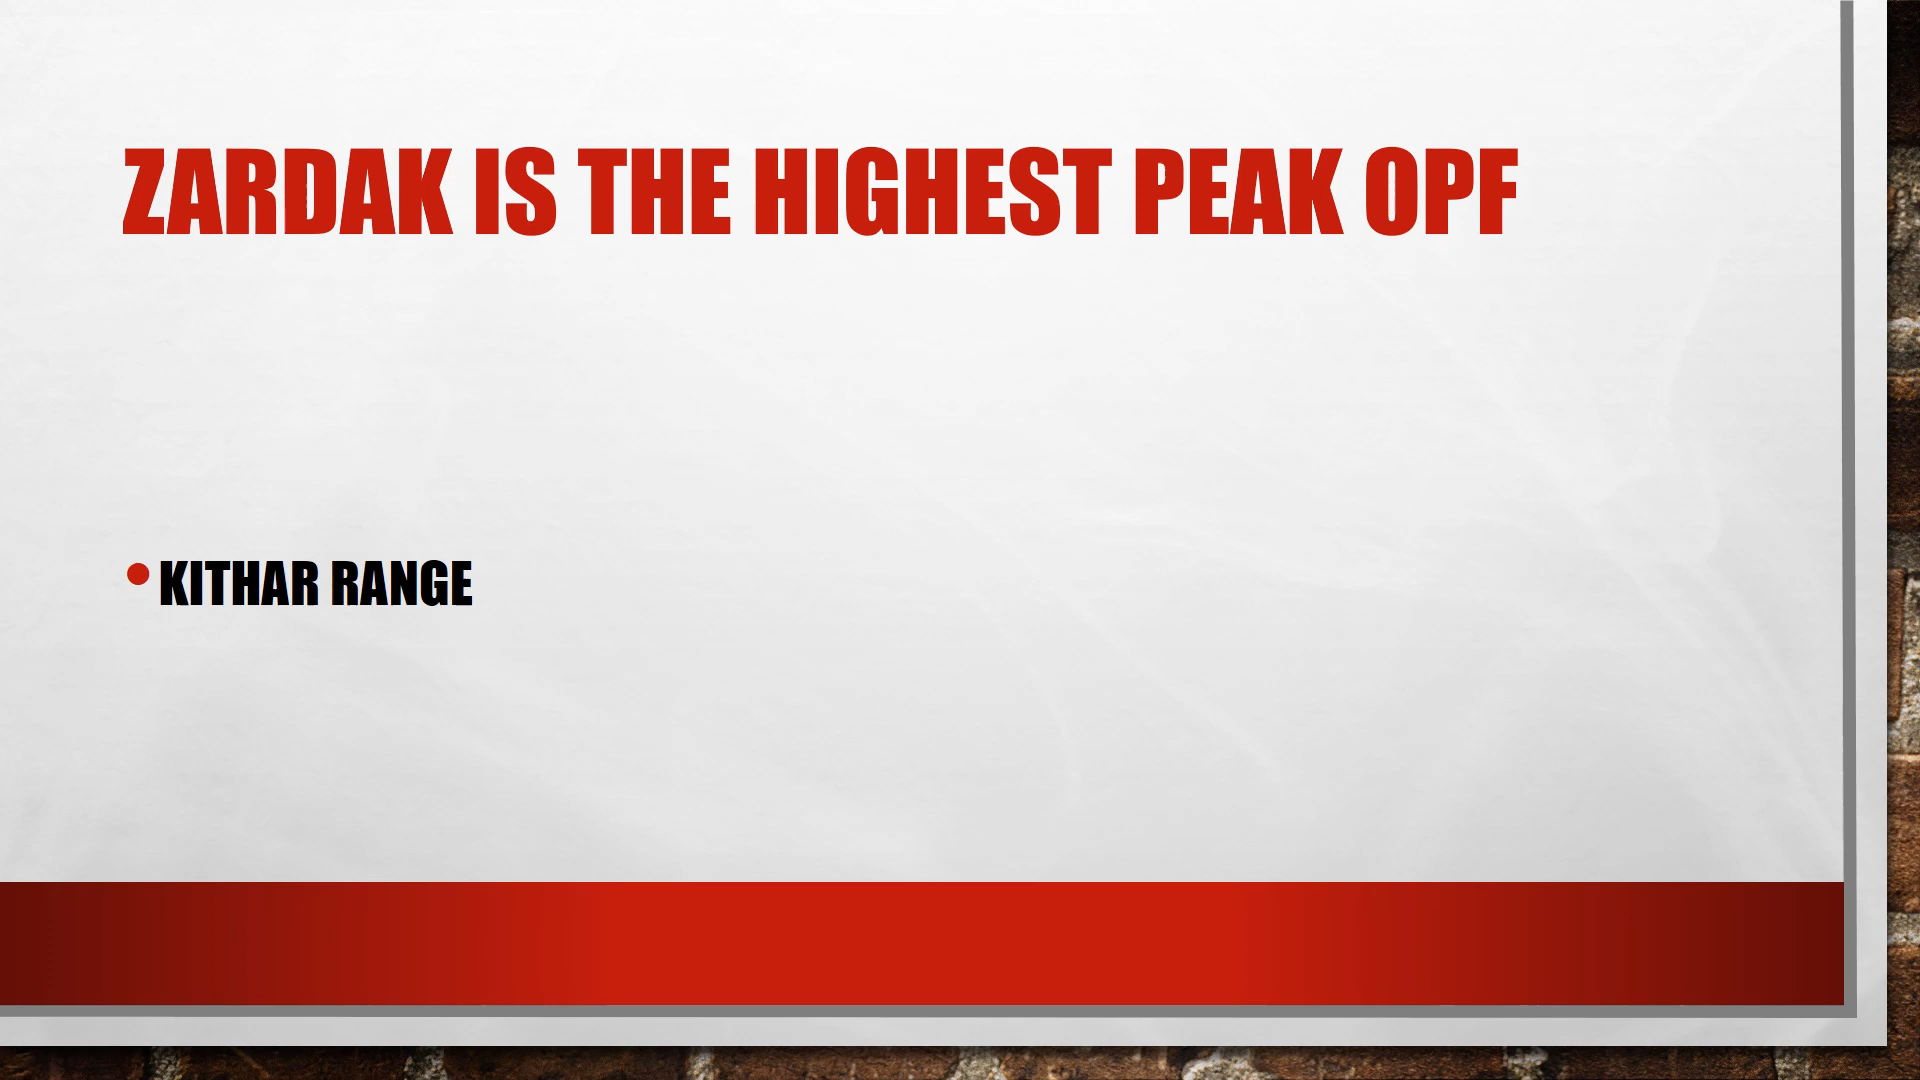 ZARDAK IS THE HIGHEST PEAK OPF
• KITHAR RANGE